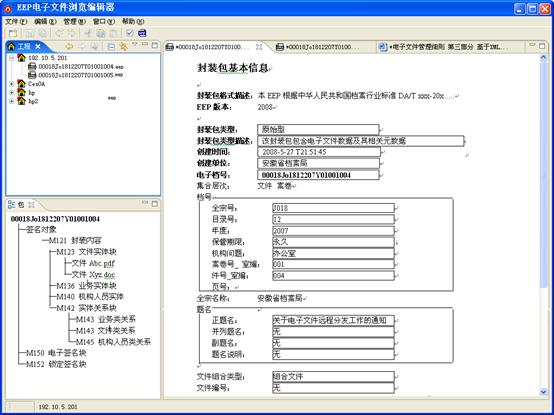 EEP电子文件浏览编辑器
文件(F) 编辑(E) 管理(M) 窗口(F) 帮助(M)
工程
192.10.5.201
00018Jo1812207T01001005.eep
00018Jo1812207Y01001004.eep
CesOA
hp
hp2
eep
包
00018Jo1812207Y01001004
签名对象
M121 封装内容
M123 文件实体块
文件 Abc.pdf
文件 Xyz.doc
M136 业务实体块
M140 机构人员实体
M142 实体关系块
M143 业务类关系
M143 文件类关系
M145 机构人员类关系
M150 电子签名块
M152 锁定签名块
*00018Jo181220T0100...
*00018Jo1812207T0100...
*电子文件管理细则 第三部分 基于XML...
封装包基本信息
封装包格式描述: 本 EEP 根据中华人民共和国档案行业标准 DA/T xxx-20x.....
EEP 版本: 2008
封装包类型: 原始型
封装包类型描述: 该封装包包含电子文件数据及其相关元数据
创建时间: 2008-5-27 T21:51:45
创建单位: 安徽省档案局
电子档号: 00018Jo1812207Y01001004
集合层次: 文件 案卷
档号
全宗号: J018
目录号: 12
年度: 2007
保管期限: 永久
机构问题: 办公室
案卷号_室编: 001
件号_室编: 004
页号:
全宗名称: 安徽省档案局
题名
正题名: 关于电子文件远程分发工作的通知
并列题名: 无
副题名: 无
题名说明: 无
文件组合类型: 组合文件
文件编号: 无
192.10.5.201